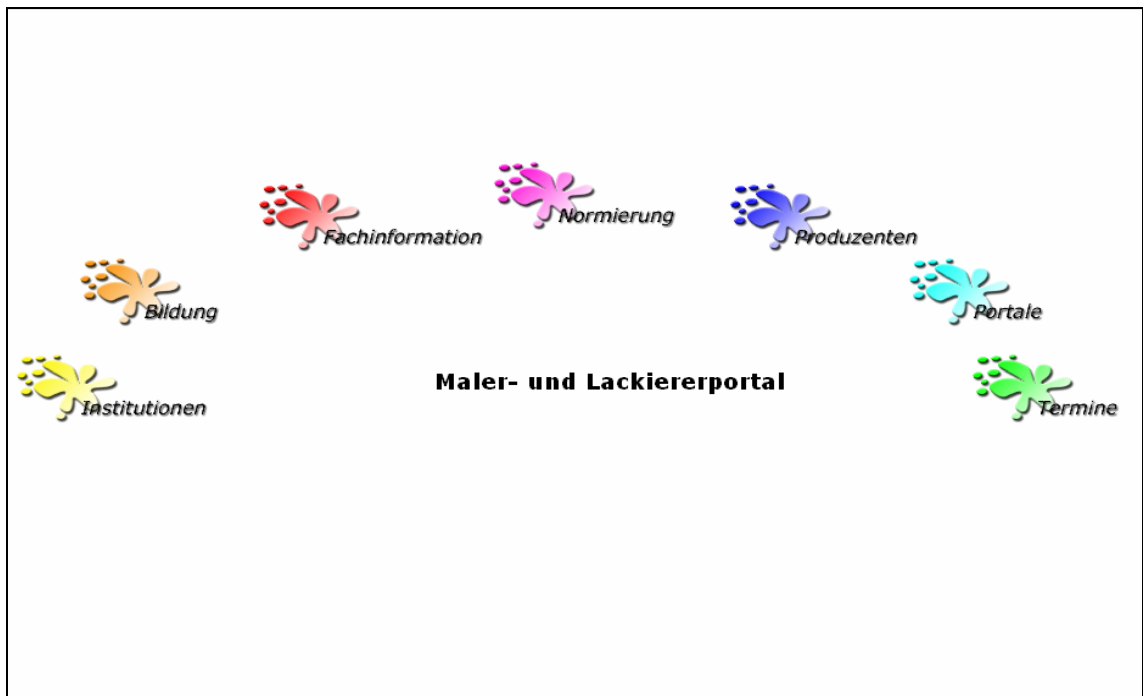 Normierung
Fachinformation
Produzenten
Bildung
Portale
Maler- und Lackiererportal
Institutionen
Termine